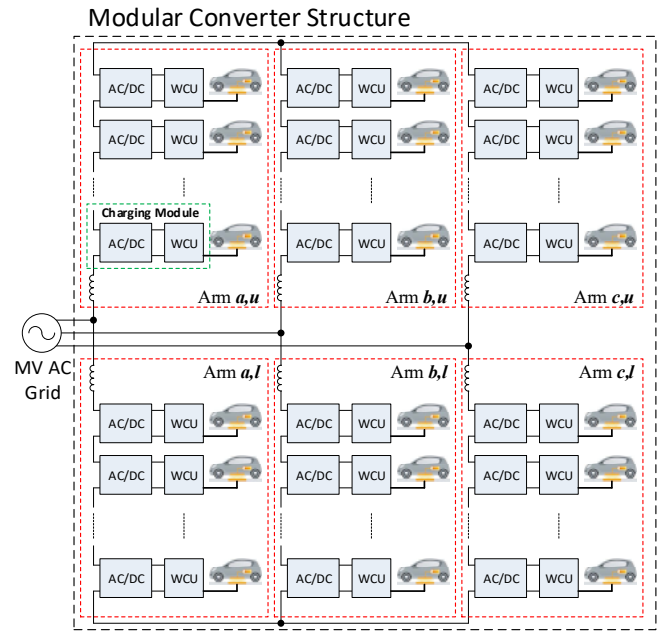 Modular Converter Structure
AC/DC WCU AC/DC WCU AC/DC WCU
AC/DC WCU AC/DC WCU AC/DC WCU
Charging Module
AC/DC WCU AC/DC WCU AC/DC WCU
Arm a,u Arm b,u Arm c,u
MV AC
Grid
Arm a,l Arm b,l Arm c,l
AC/DC WCU AC/DC WCU AC/DC WCU
AC/DC WCU AC/DC WCU AC/DC WCU
AC/DC WCU AC/DC WCU AC/DC WCU